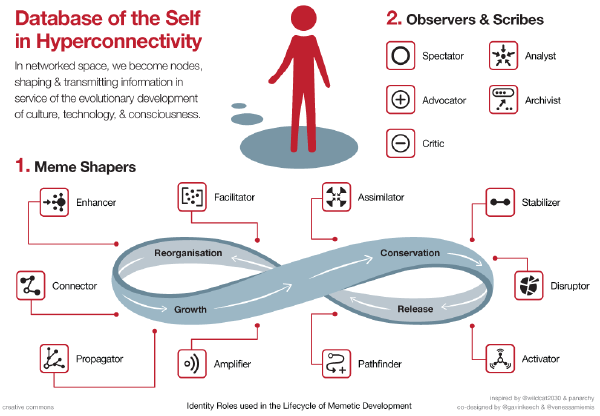 Database of the Self
in Hyperconnectivity
In networked space, we become nodes,
shaping & transmitting information in
service of the evolutionary development
of culture, technology, & consciousness.
2. Observers & Scribes
Spectator
Analyst
Advocator
Archivist
Critic
1. Meme Shapers
Enhancer
Facilitator
Assimilator
Stabilizer
Reorganisation
Conservation
Connector
Disruptor
Growth
Release
Propagator
Amplifier
Pathfinder
Activator
inspired by @wildcat2030 & panarchy
creative commons
Identity Roles used in the Lifecycle of Memetic Development
co-designed by @gavinkeech & @venessamiemis